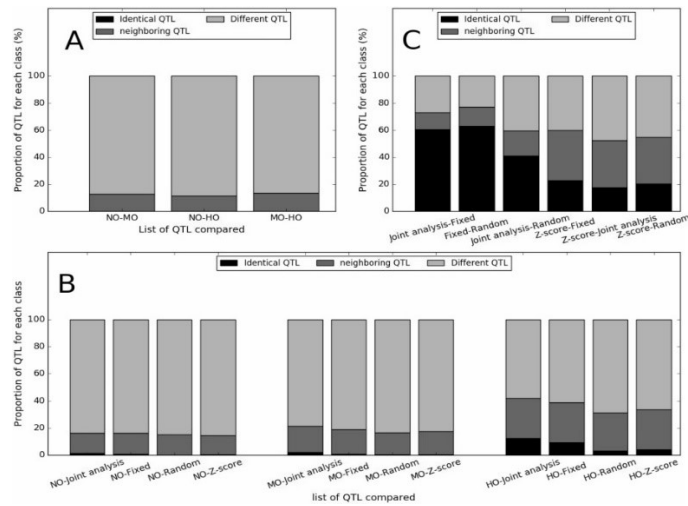 A
Identical QTL
neighboring QTL
Different QTL
Proportion of QTL for each class (%)
100
80
60
40
20
0
NO-MO
NO-HO
MO-HO
List of QTL compared
C
Identical QTL
neighboring QTL
Different QTL
Proportion of QTL for each class (%)
100
80
60
40
20
0
Joint analysis-Fixed
Fixed-Random
Joint analysis-Random
Z-score-Fixed
Z-score-Joint analysis
Z-score-Random
B
Identical QTL
neighboring QTL
Different QTL
Proportion of QTL for each class
100
80
60
40
20
0
NO-Joint analysis
NO-Fixed
NO-Random
NO-Z-score
MO-Joint analysis
MO-Fixed
MO-Random
MO-Z-score
HO-Joint analysis
HO-Fixed
HO-Random
HO-Z-score
list of QTL compared